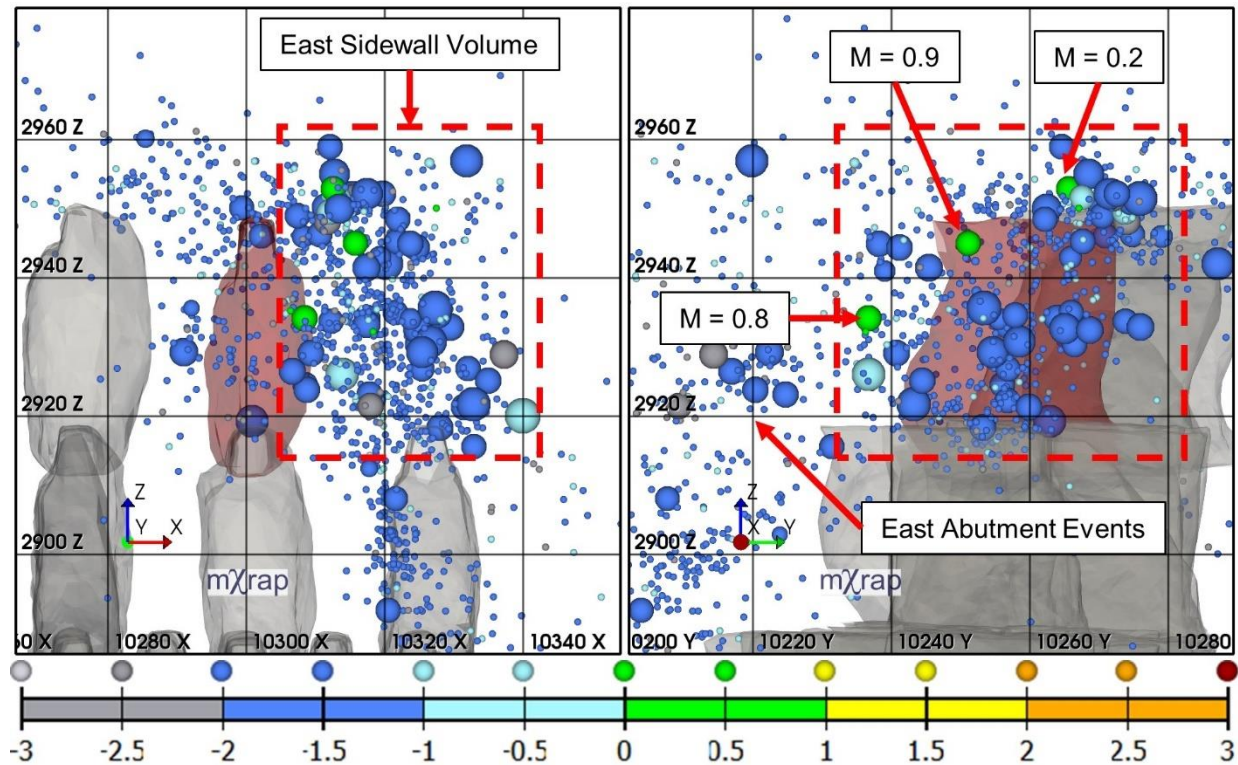 East Sidewall Volume
M = 0.9
M = 0.2
2960 Z
2960 Z
2940 Z
2940 Z
M = 0.8
2920 Z
2920 Z
Z
Y
X
Z
X
Y
East Abutment Events
2900 Z
2900 Z
mχrap
mχrap
60 X
10280 X
10300 X
10320 X
10340 X
0200 Y
10220 Y
10240 Y
10260 Y
10280
-3
-2.5
-2
-1.5
-1
-0.5
0
0.5
1
1.5
2
2.5
3